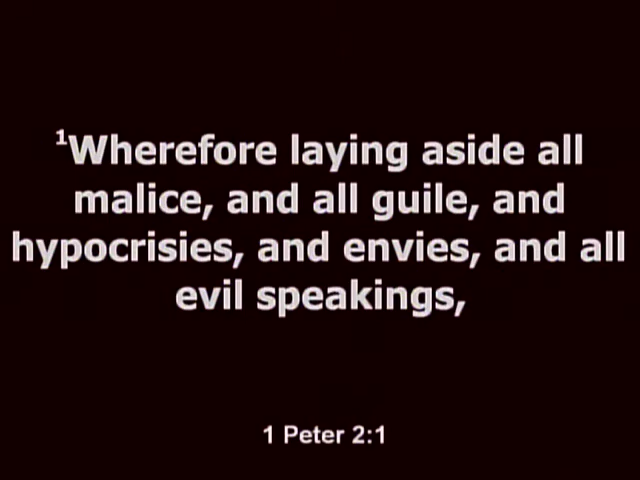 ¹Wherefore laying aside all
malice, and all guile, and
hypocrisies, and envies, and all
evil speakings,
1 Peter 2:1